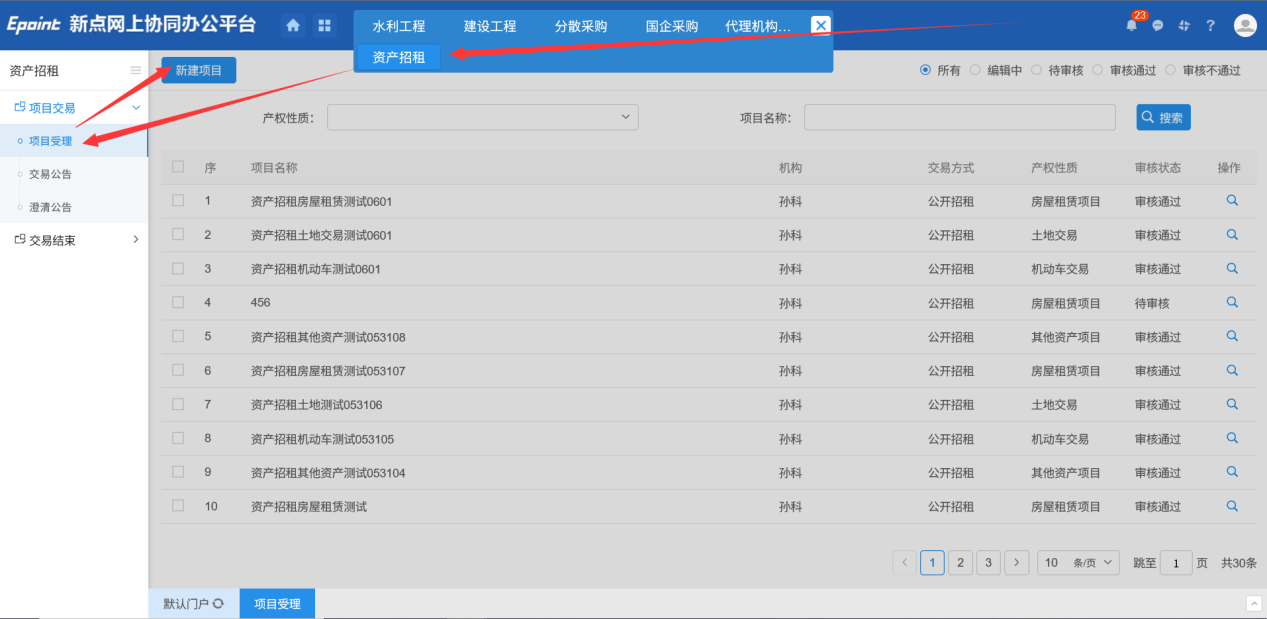 Epoint 新点网上协同办公平台
水利工程 建设工程 分散采购 国企采购 代理机构...
23
?
资产招租
资产招租
新建项目
所有 编辑中 待审核 审核通过 审核不通过
项目交易
产权性质：
项目名称：
搜索
项目受理
交易公告
澄清公告
交易结束
序 项目名称 机构 交易方式 产权性质 审核状态 操作
1 资产招租房屋租赁测试0601 孙科 公开招租 房屋租赁项目 审核通过
2 资产招租土地交易测试0601 孙科 公开招租 土地交易 审核通过
3 资产招租机动车测试0601 孙科 公开招租 机动车交易 审核通过
4 456 孙科 公开招租 房屋租赁项目 待审核
5 资产招租其他资产测试053108 孙科 公开招租 其他资产项目 审核通过
6 资产招租房屋租赁测试053107 孙科 公开招租 房屋租赁项目 审核通过
7 资产招租土地测试053106 孙科 公开招租 土地交易 审核通过
8 资产招租机动车测试053105 孙科 公开招租 机动车交易 审核通过
9 资产招租其他资产测试053104 孙科 公开招租 其他资产项目 审核通过
10 资产招租房屋租赁测试 孙科 公开招租 房屋租赁项目 审核通过
1 2 3 10 条/页 跳至 1 页 共30条
默认门户 项目受理